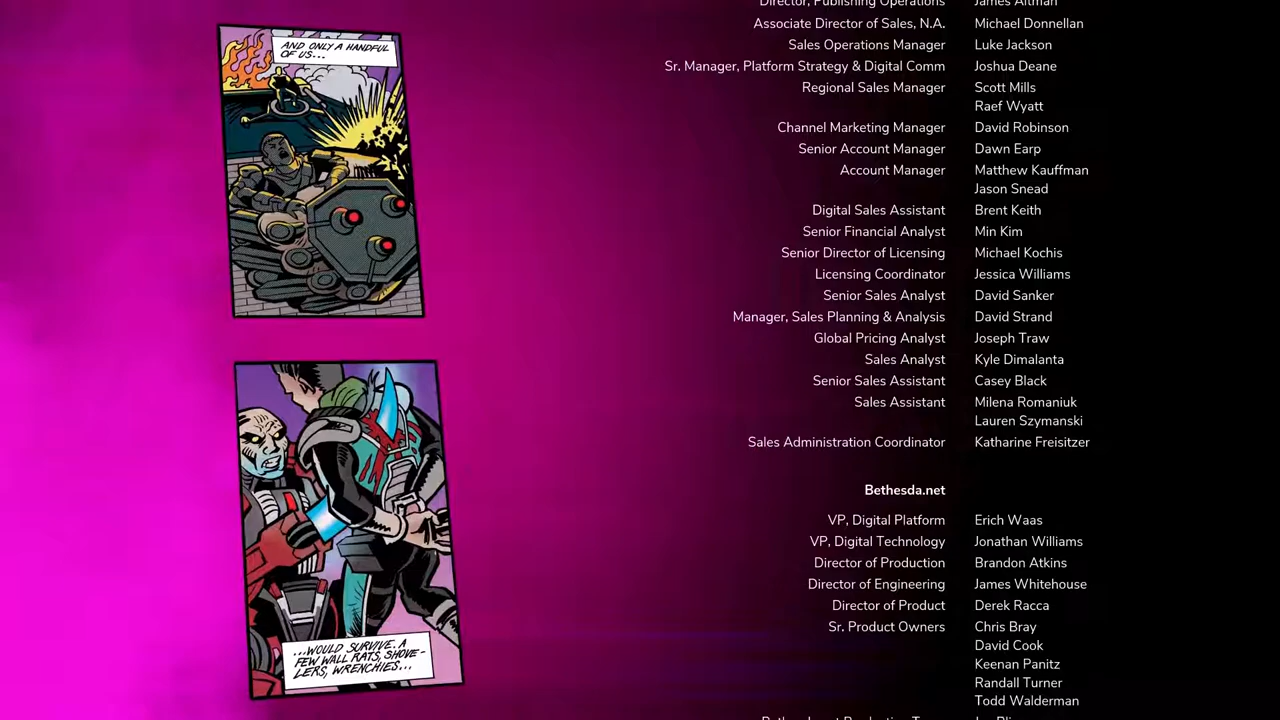 AND ONLY A HANDFUL
OF US...
...WOULD SURVIVE. A
FEW WALL RATS, SHOVE-
LERS, WRENCHIES...
Director, Publishing Operations James Altman
Associate Director of Sales, N.A. Michael Donnellan
Sales Operations Manager Luke Jackson
Sr. Manager, Platform Strategy & Digital Comm Joshua Deane
Regional Sales Manager Scott Mills
Raef Wyatt
Channel Marketing Manager David Robinson
Senior Account Manager Dawn Earp
Account Manager Matthew Kauffman
Jason Snead
Digital Sales Assistant Brent Keith
Senior Financial Analyst Min Kim
Senior Director of Licensing Michael Kochis
Licensing Coordinator Jessica Williams
Senior Sales Analyst David Sanker
Manager, Sales Planning & Analysis David Strand
Global Pricing Analyst Joseph Traw
Sales Analyst Kyle Dimalanta
Senior Sales Assistant Casey Black
Sales Assistant Milena Romaniuk
Lauren Szymanski
Sales Administration Coordinator Katharine Freisitzer
Bethesda.net
VP, Digital Platform Erich Waas
VP, Digital Technology Jonathan Williams
Director of Production Brandon Atkins
Director of Engineering James Whitehouse
Director of Product Derek Racca
Sr. Product Owners Chris Bray
David Cook
Keenan Panitz
Randall Turner
Todd Walderman